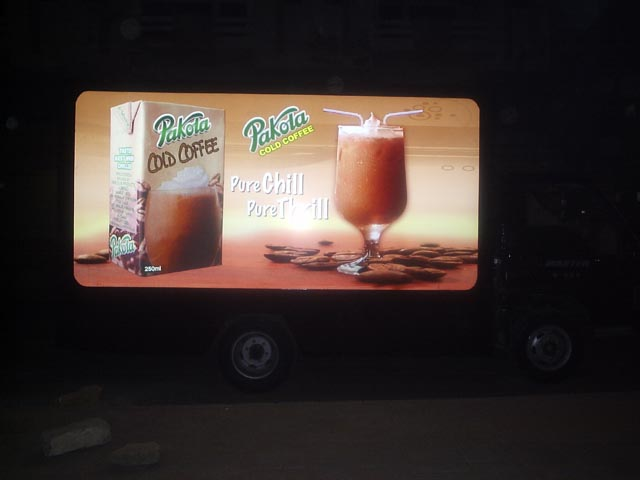 Pakola
COLD COFFEE
Pakola
250ml
Pakola
COLD COFFEE
Pure Chill
Pure Thrill